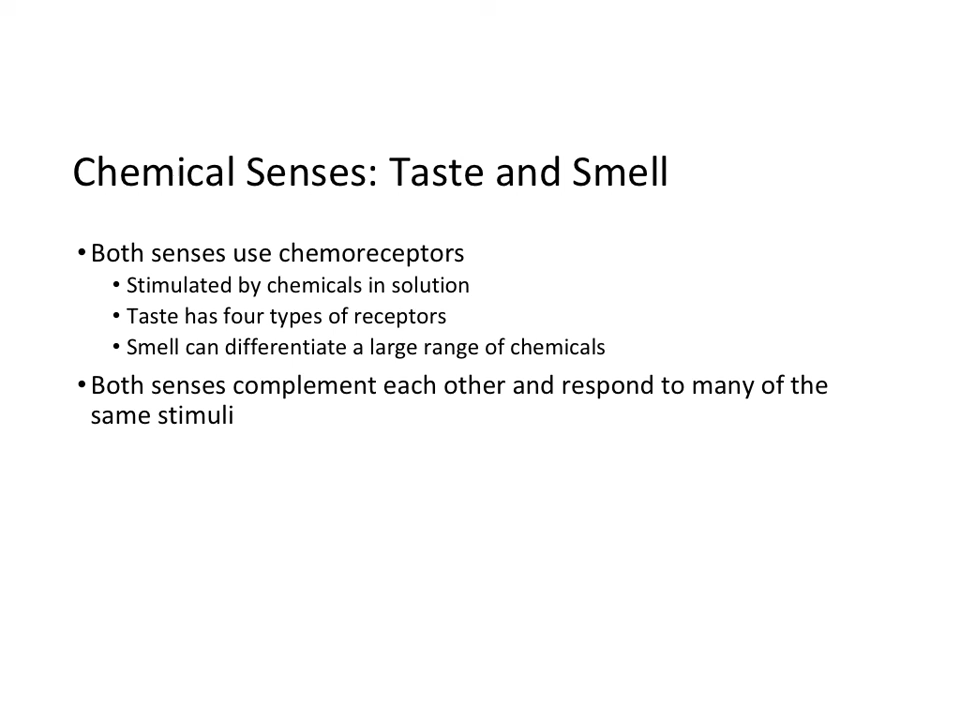 Chemical Senses: Taste and Smell
• Both senses use chemoreceptors
• Stimulated by chemicals in solution
• Taste has four types of receptors
• Smell can differentiate a large range of chemicals
• Both senses complement each other and respond to many of the
same stimuli